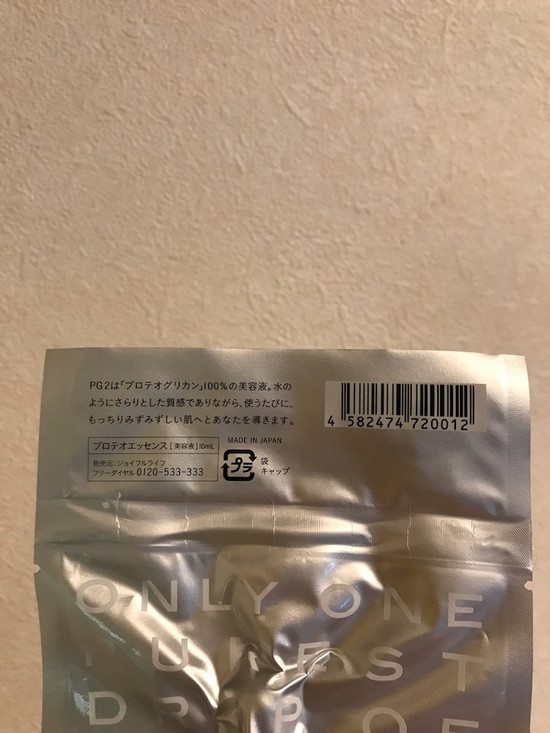 PG2は「プロテオグリカン」100%の美容液。水の
ようにさらりとした質感でありながら、使うたびに、
もっちりみずみずしい肌へとあなたを導きます。
4 582474 720012
プロテオエッセンス [美容液] 10mL
発売元:ジョイフルライフ
フリーダイヤル 0120-533-333
MADE IN JAPAN
プラ
袋
キャップ
ONLY ONE
PUREST
DROP OF